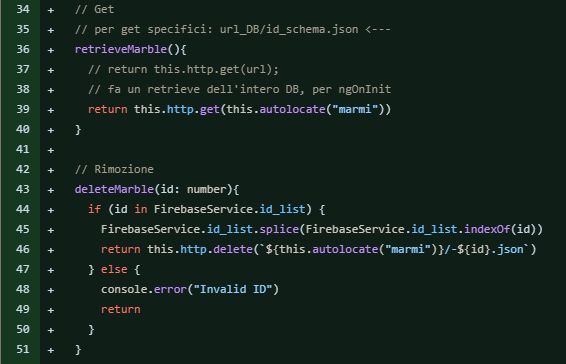 34 + // Get
35 + // per get specifici: url_DB/id_schema.json <---
36 + retrieveMarble(){
37 + // return this.http.get(url);
38 + // fa un retrieve dell'intero DB, per ngOnInit
39 + return this.http.get(this.autolocate("marmi"))
40 + }
41 +
42 + // Rimozione
43 + deleteMarble(id: number){
44 + if (id in FirebaseService.id_list) {
45 + FirebaseService.id_list.splice(FirebaseService.id_list.indexOf(id))
46 + return this.http.delete(`${this.autolocate("marmi")}/-${id}.json`)
47 + } else {
48 + console.error("Invalid ID")
49 + return
50 + }
51 + }